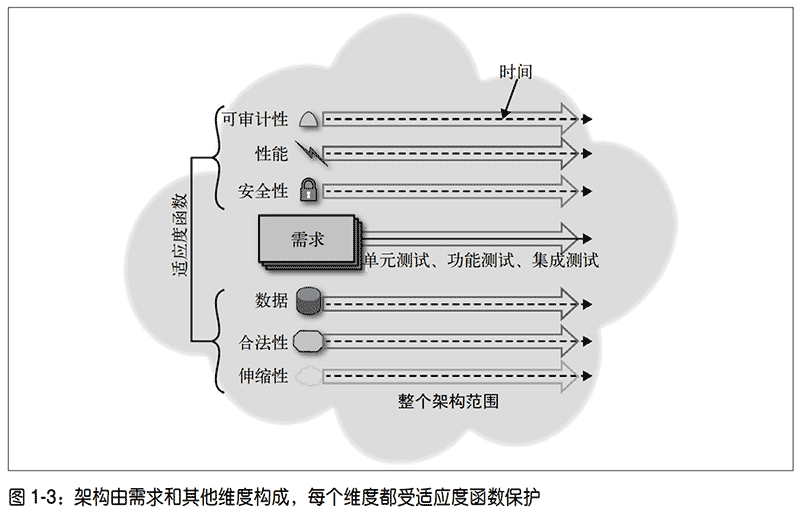 时间
可审计性
性能
安全性
适应度函数
需求
单元测试、功能测试、集成测试
数据
合法性
伸缩性
整个架构范围
图 1-3：架构由需求和其他维度构成，每个维度都受适应度函数保护